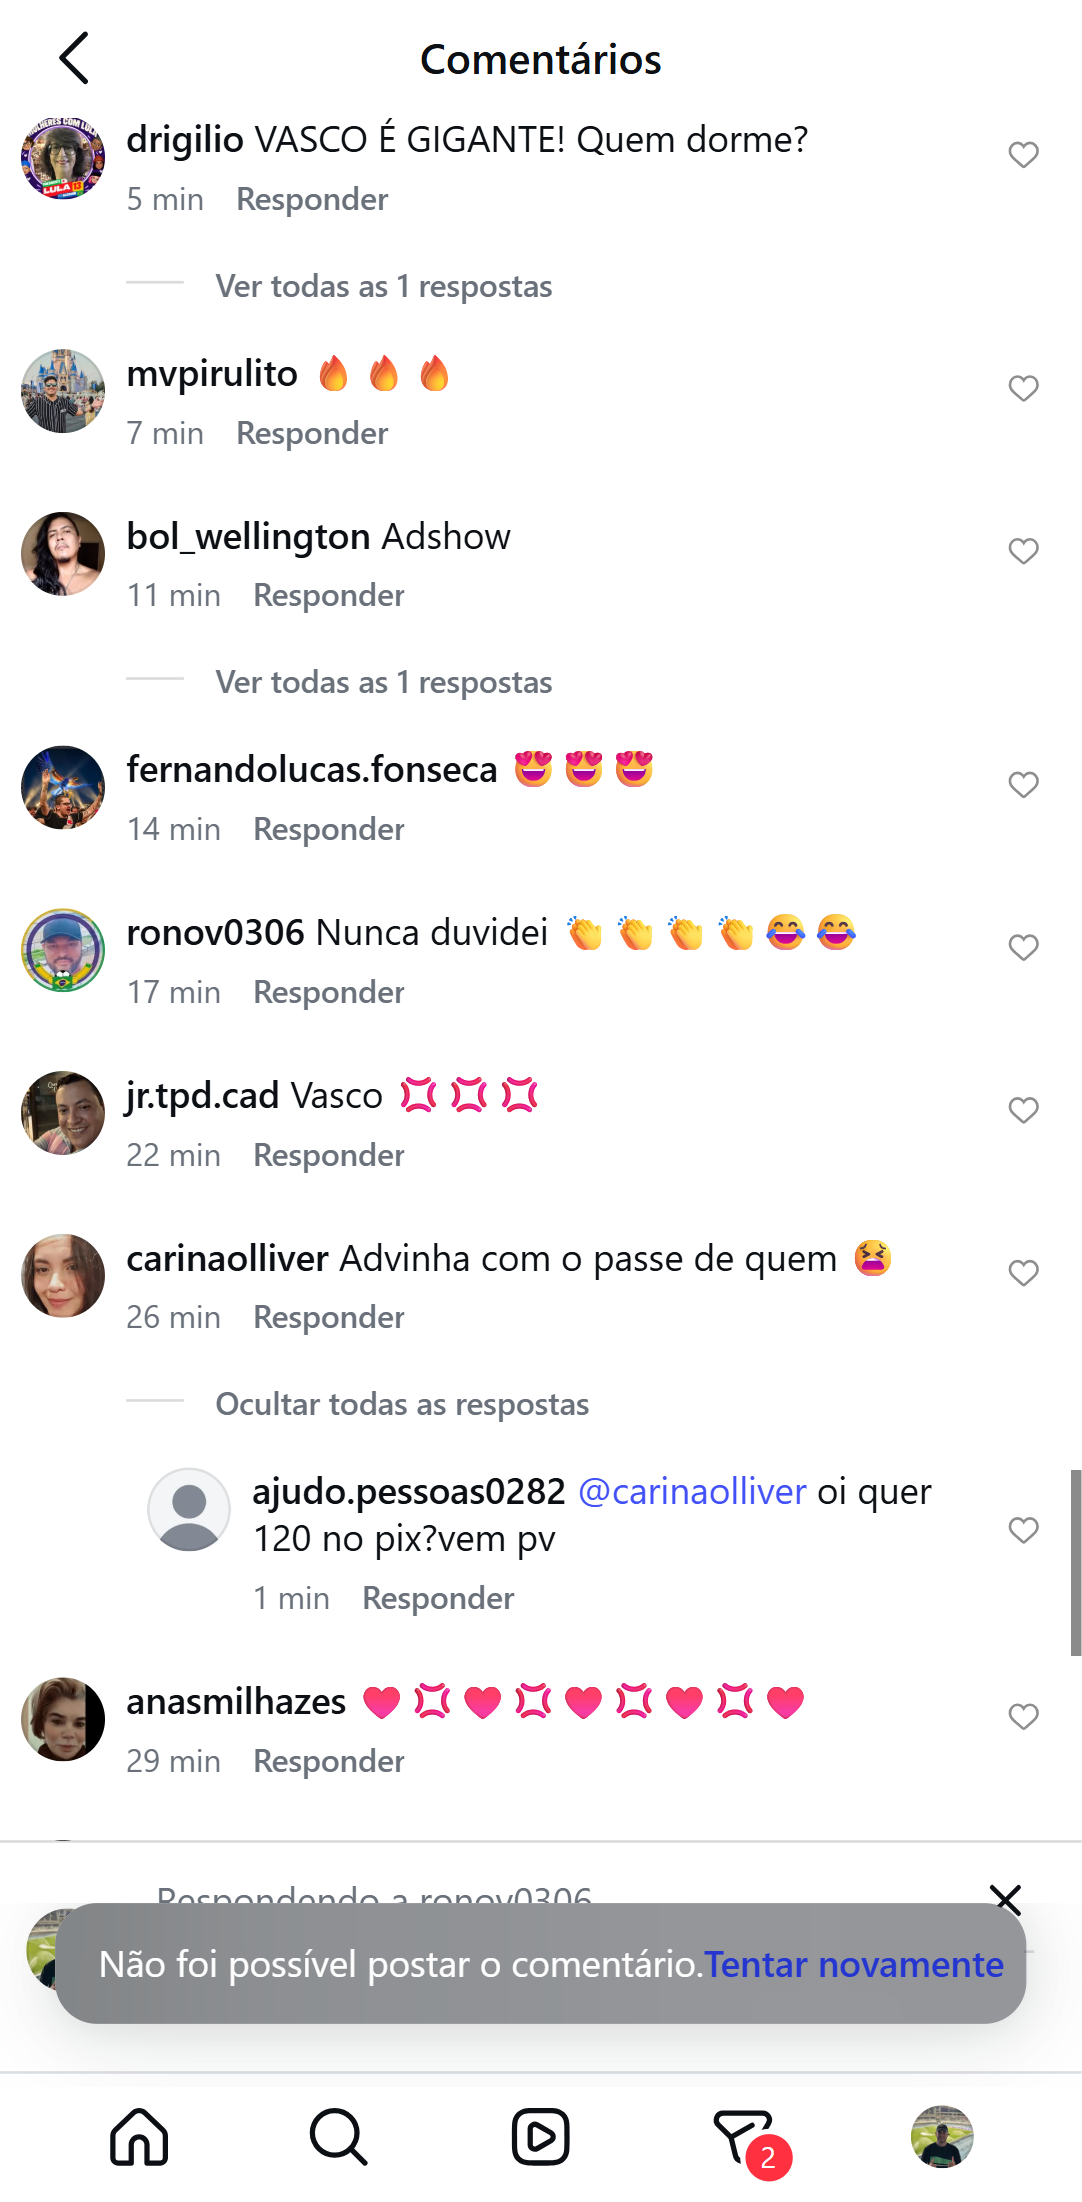 Comentários
drigilio VASCO É GIGANTE! Quem dorme?
5 min Responder
Ver todas as 1 respostas
mvpirulito 🔥 🔥 🔥
7 min Responder
bol_wellington Adshow
11 min Responder
Ver todas as 1 respostas
fernandolucas.fonseca 😍 😍 😍
14 min Responder
ronov0306 Nunca duvidei 👏 👏 👏 👏 😂 😂
17 min Responder
jr.tpd.cad Vasco 💢 💢 💢
22 min Responder
carinaolliver Advinha com o passe de quem 😫
26 min Responder
Ocultar todas as respostas
ajudo.pessoas0282 @carinaolliver oi quer
120 no pix?vem pv
1 min Responder
anasmilhazes ❤️ 💢 ❤️ 💢 ❤️ 💢 ❤️ 💢 ❤️
29 min Responder
Respondendo a ronov0306
Não foi possível postar o comentário.Tentar novamente
2